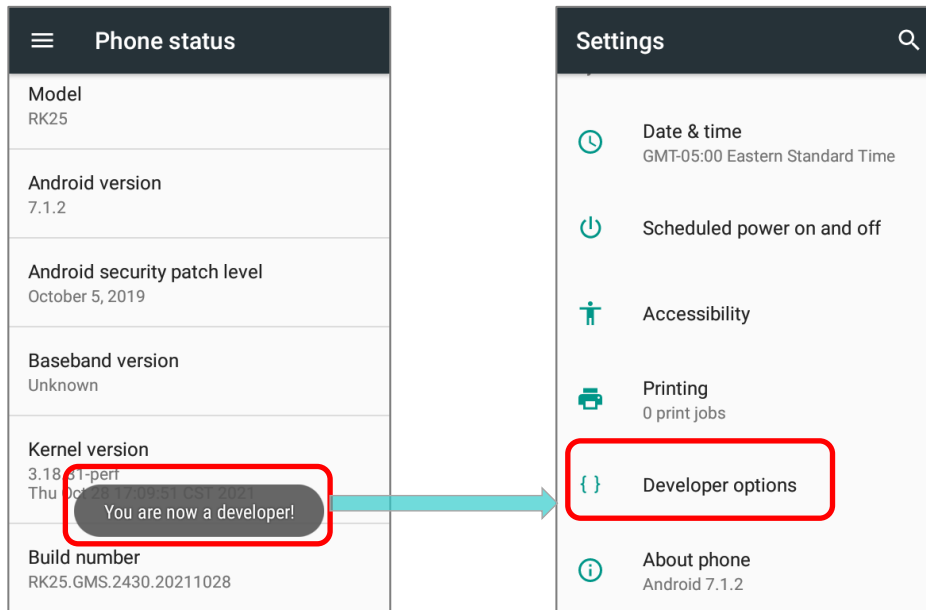 Phone status
Model
RK25
Android version
7.1.2
Android security patch level
October 5, 2019
Baseband version
Unknown
Kernel version
3.18.31-perf
Thu Oct 28 17:09:51 CST 2021
You are now a developer!
Build number
RK25.GMS.2430.20211028
Settings
Date & time
GMT-05:00 Eastern Standard Time
Scheduled power on and off
Accessibility
Printing
0 print jobs
{ } Developer options
About phone
Android 7.1.2